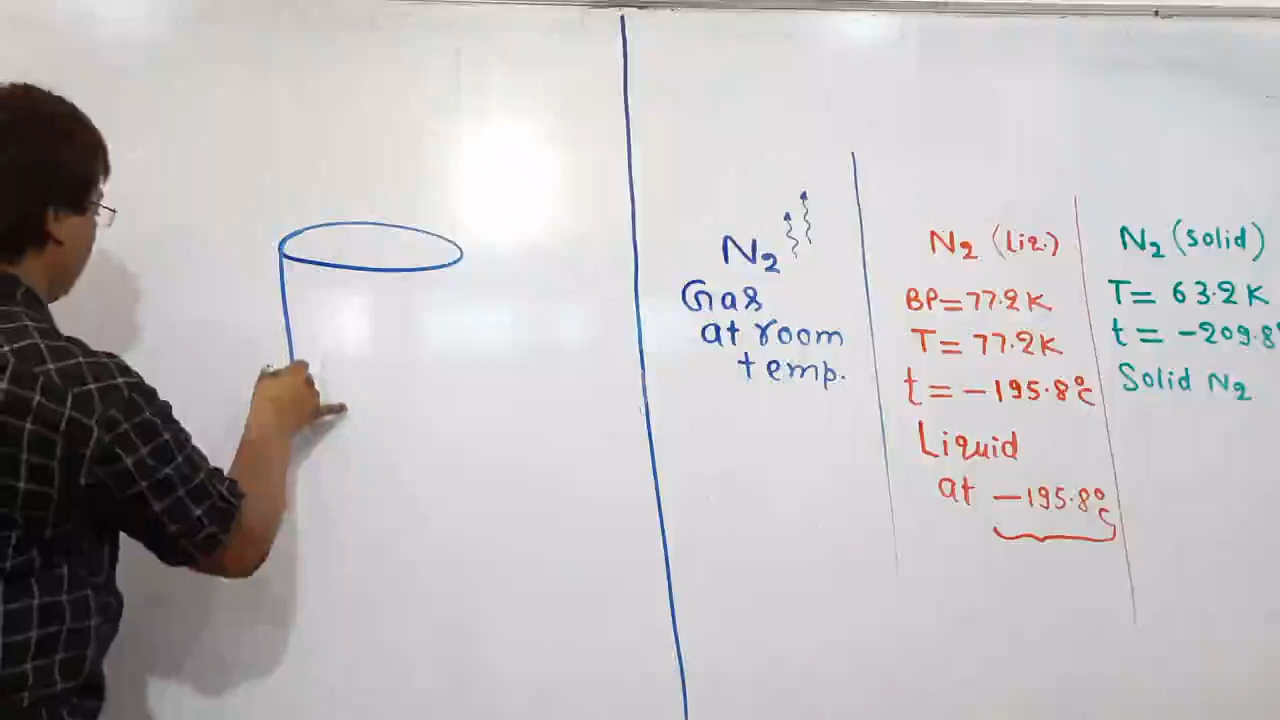 N₂
Gas
at room
temp.
N₂ (Liq.)
BP=77.2K
T= 77.2K
t= -195.8°C
Liquid
at -195.8°C
N₂ (Solid)
T= 63.2K
t= -209.8°
Solid N₂